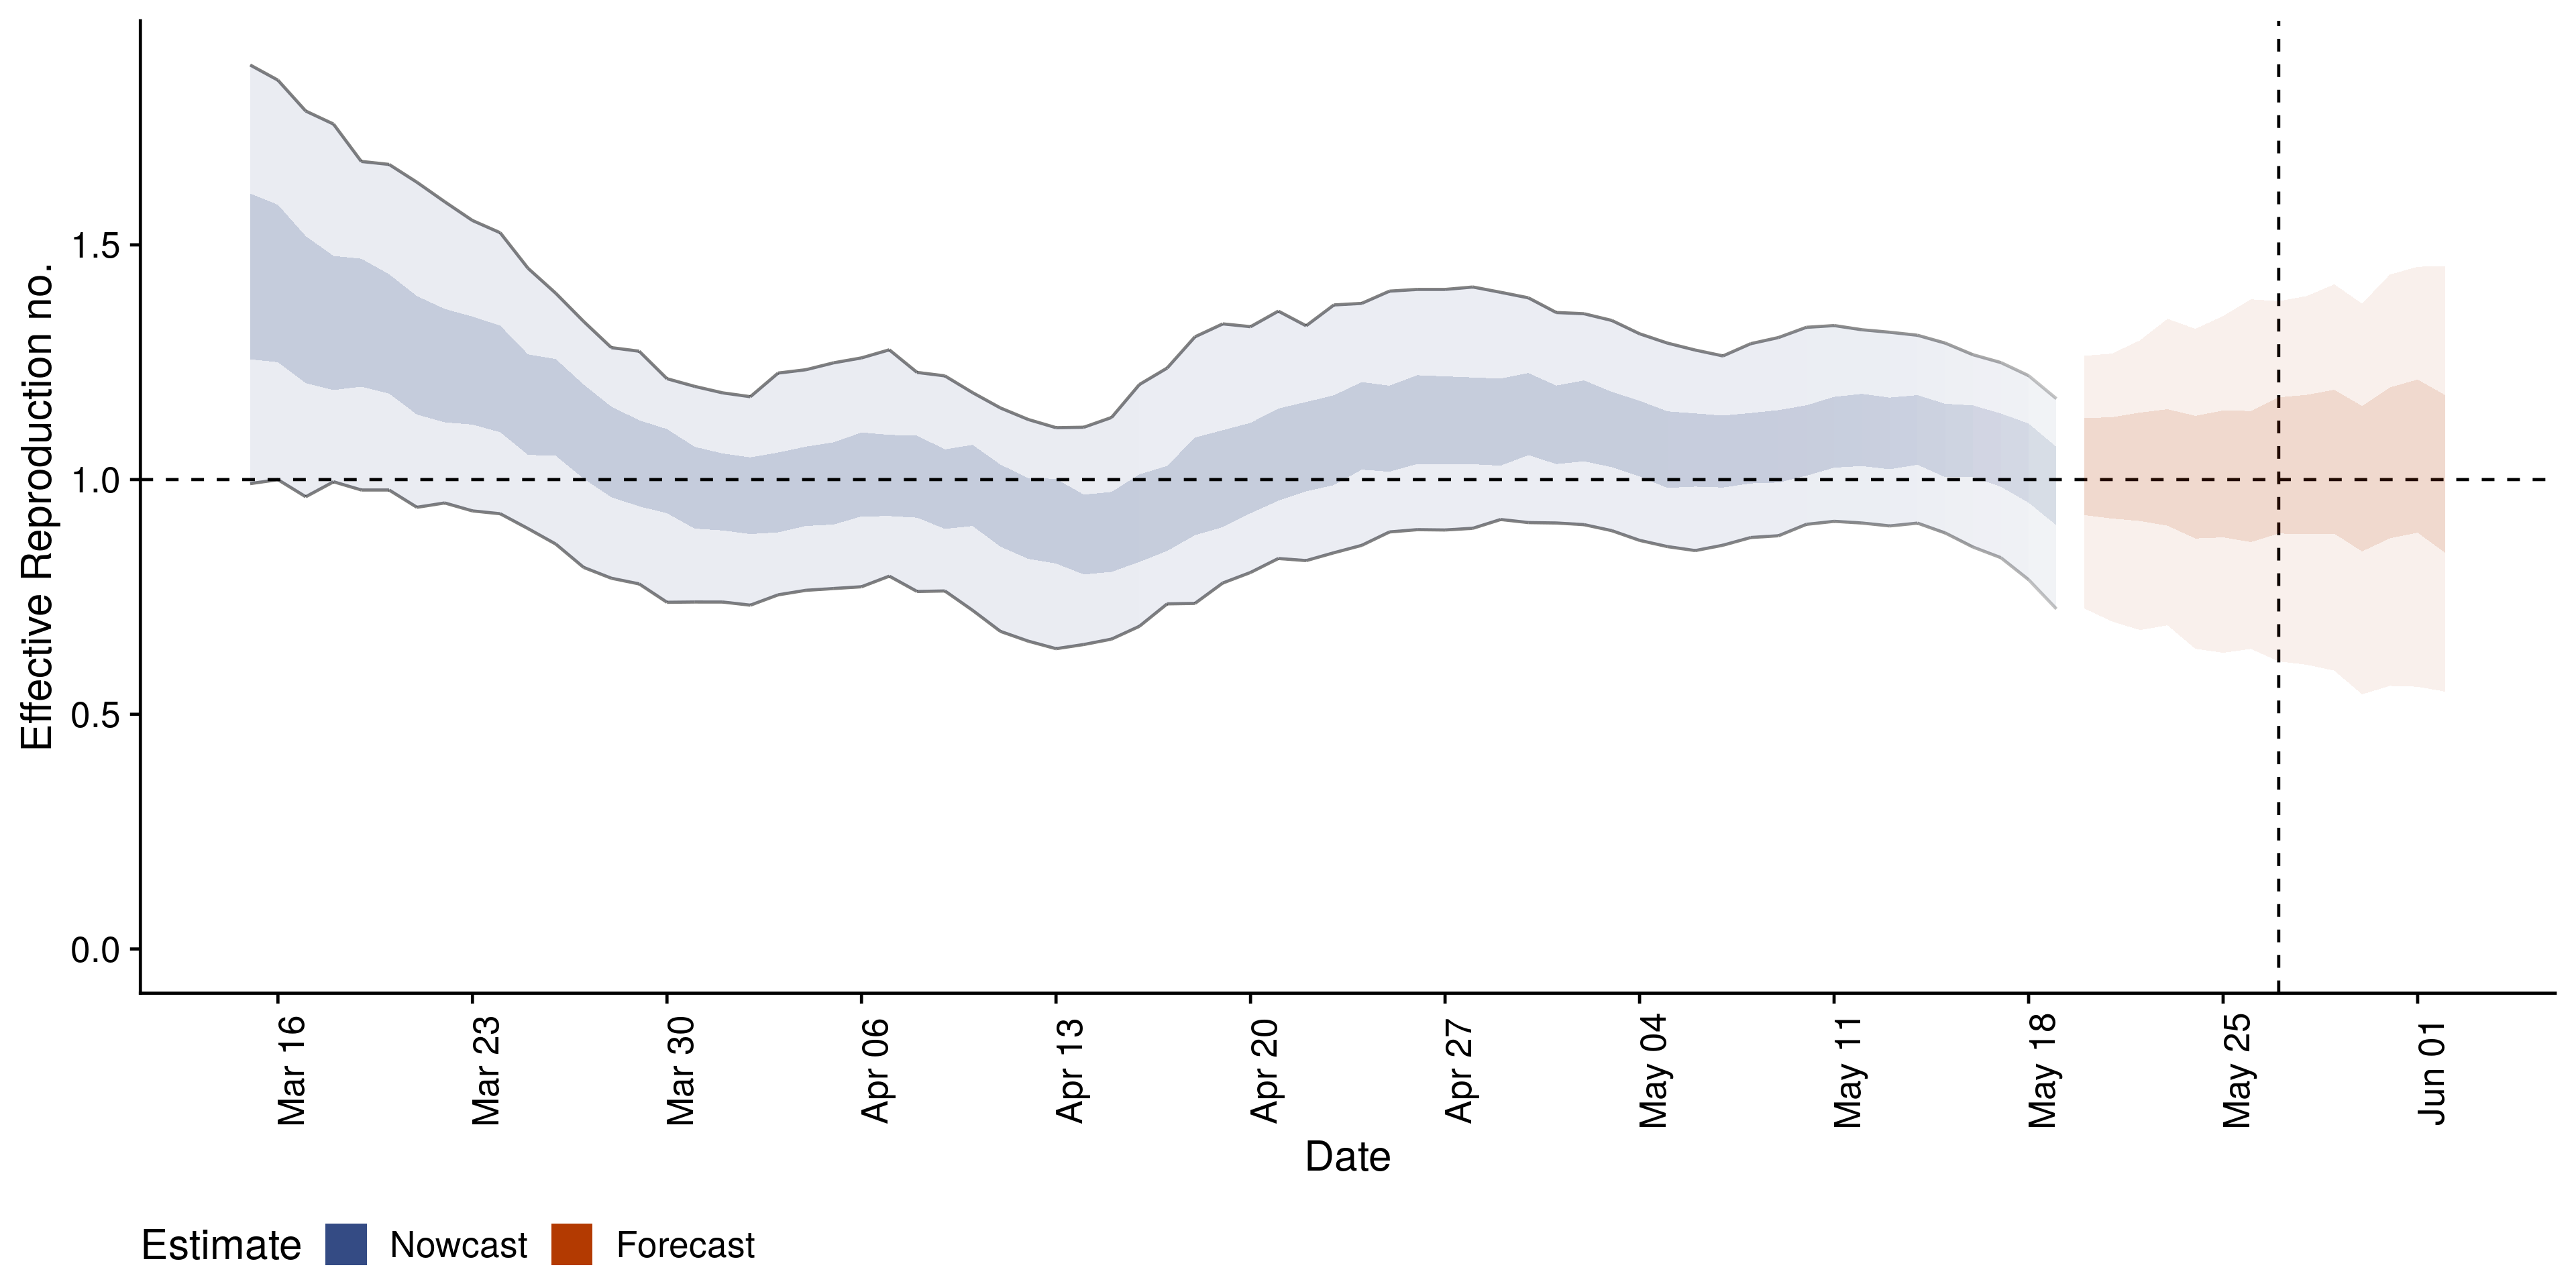 Effective Reproduction no.
1.5
1.0
0.5
0.0
Mar 16
Mar 23
Mar 30
Apr 06
Apr 13
Apr 20
Apr 27
May 04
May 11
May 18
May 25
Jun 01
Date
Estimate Nowcast Forecast